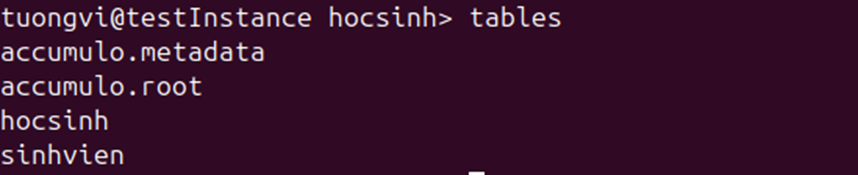 tuongvi@testInstance hocsinh> tables
accumulo.metadata
accumulo.root
hocsinh
sinhvien